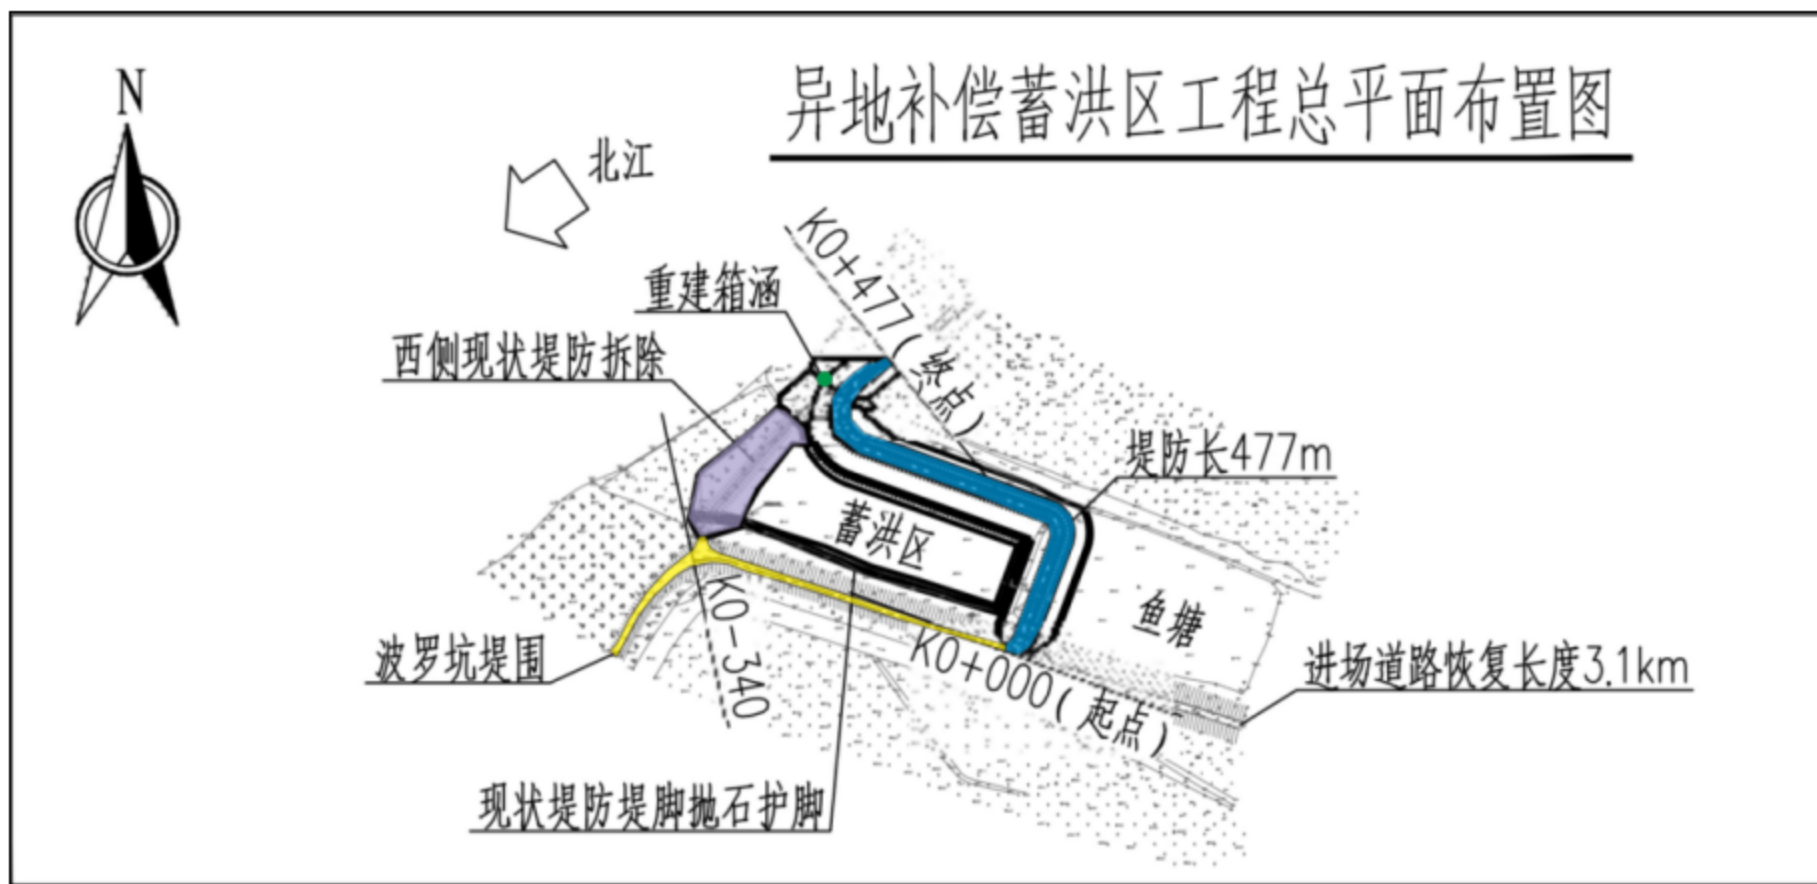 N
异地补偿蓄洪区工程总平面布置图
北江
K0+477(终点)
重建箱涵
西侧现状堤防拆除
堤防长477m
蓄洪区
鱼塘
波罗坑堤围
K0-340
K0+000(起点)
进场道路恢复长度3.1km
现状堤防堤脚抛石护脚